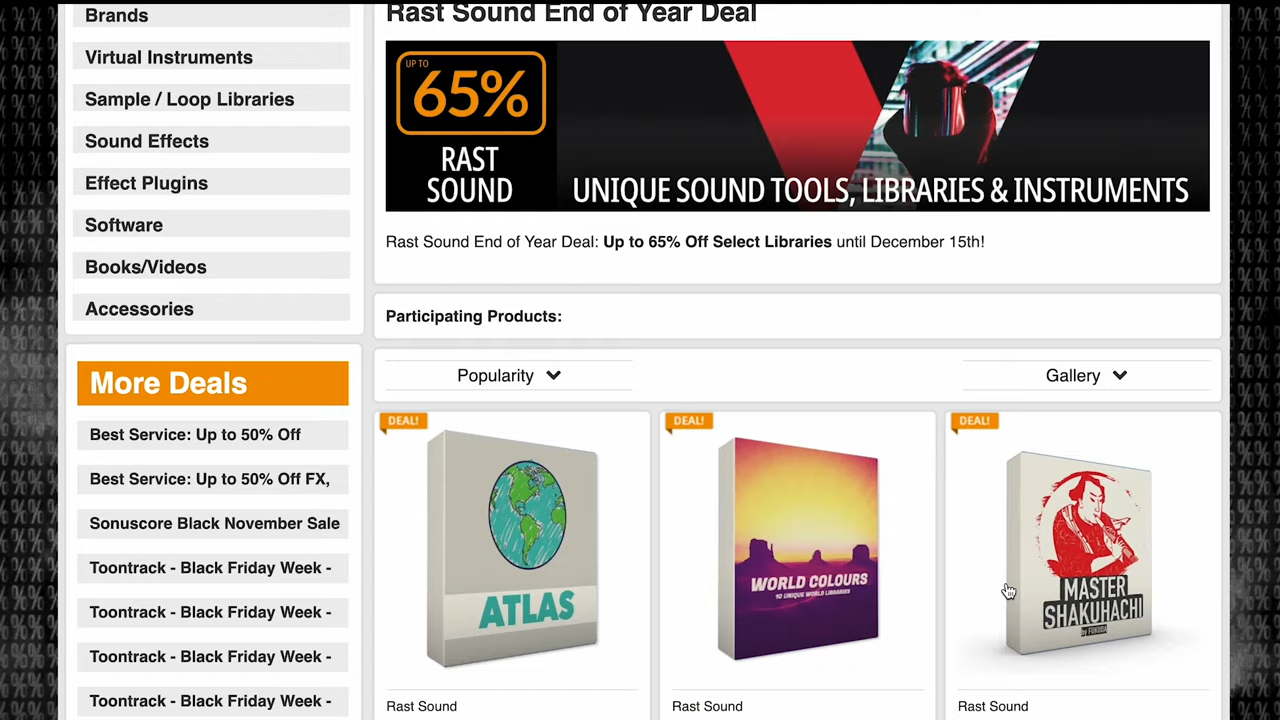 Brands
Virtual Instruments
Sample / Loop Libraries
Sound Effects
Effect Plugins
Software
Books/Videos
Accessories
More Deals
Best Service: Up to 50% Off
Best Service: Up to 50% Off FX,
Sonuscore Black November Sale
Toontrack - Black Friday Week -
Toontrack - Black Friday Week -
Toontrack - Black Friday Week -
Toontrack - Black Friday Week -
Rast Sound End of Year Deal
UP TO
65%
RAST
SOUND
UNIQUE SOUND TOOLS, LIBRARIES & INSTRUMENTS
Rast Sound End of Year Deal: Up to 65% Off Select Libraries until December 15th!
Participating Products:
Popularity
Gallery
DEAL!
ATLAS
Rast Sound
DEAL!
WORLD COLOURS
10 UNIQUE WORLD LIBRARIES
Rast Sound
DEAL!
MASTER
SHAKUHACHI
by FUKUDA
Rast Sound